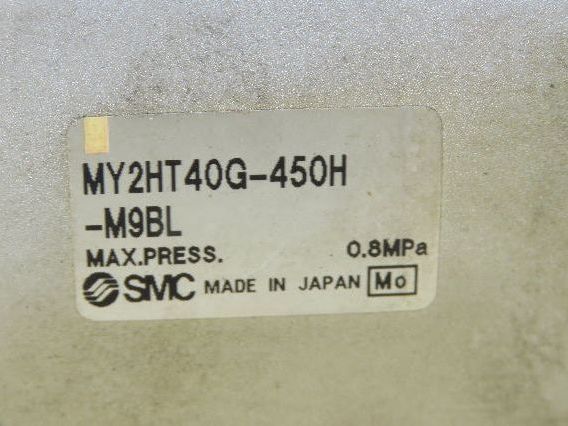 MY2HT40G-450H
-M9BL
MAX.PRESS. 0.8MPa
SMC MADE IN JAPAN Mo